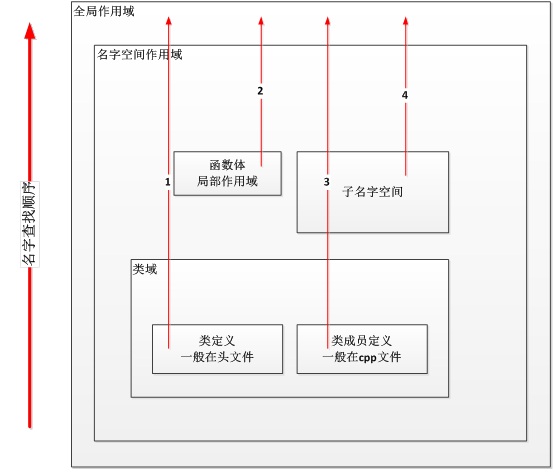 全局作用域
名字空间作用域
2
4
函数体
局部作用域
1
3
子名字空间
名字查找顺序
类域
类定义
一般在头文件
类成员定义
一般在cpp文件